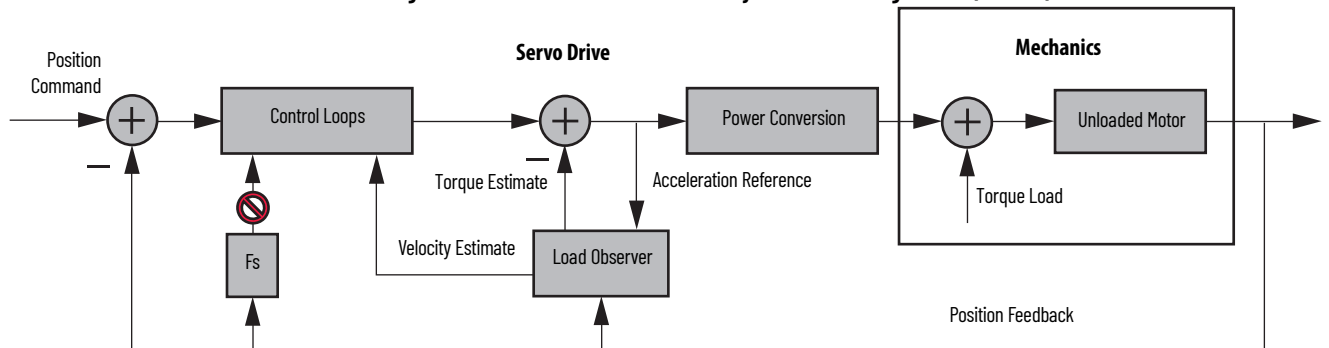 Position
Command
Servo Drive
Mechanics
Control Loops
Power Conversion
Unloaded Motor
Torque Estimate
Acceleration Reference
Torque Load
Velocity Estimate
Load Observer
Fs
Position Feedback